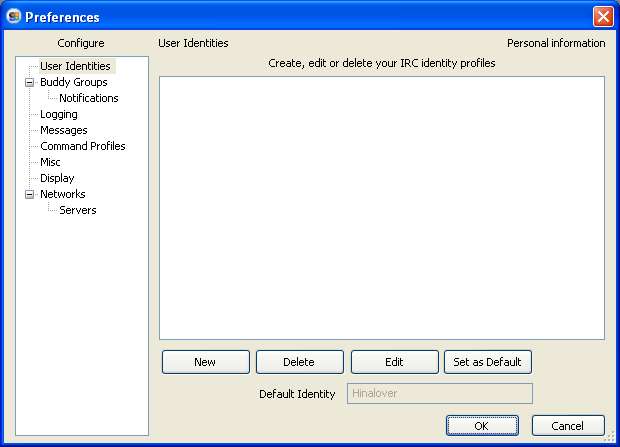 Preferences
Configure
User Identities
Personal information
User Identities
Buddy Groups
Notifications
Logging
Messages
Command Profiles
Misc
Display
Networks
Servers
Create, edit or delete your IRC identity profiles
New
Delete
Edit
Set as Default
Default Identity
Hinalover
OK
Cancel